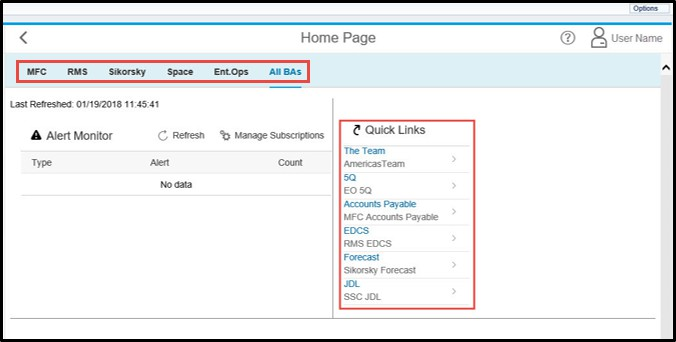 Options
Home Page
User Name
MFC RMS Sikorsky Space Ent.Ops All BAs
Last Refreshed: 01/19/2018 11:45:41
Alert Monitor Refresh Manage Subscriptions
Type Alert Count
No data
Quick Links
The Team
AmericasTeam
5Q
EO 5Q
Accounts Payable
MFC Accounts Payable
EDCS
RMS EDCS
Forecast
Sikorsky Forecast
JDL
SSC JDL